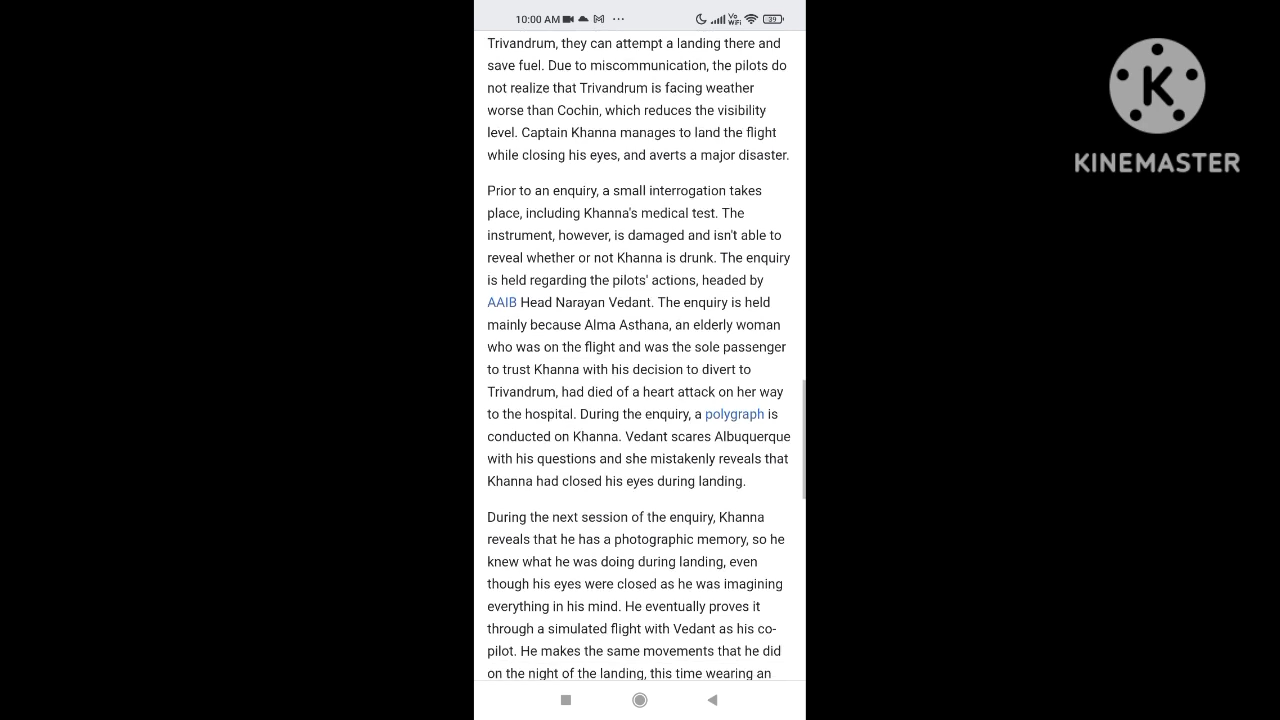 10:00 AM ... Vo WiFi 39
Trivandrum, they can attempt a landing there and
save fuel. Due to miscommunication, the pilots do
not realize that Trivandrum is facing weather
worse than Cochin, which reduces the visibility
level. Captain Khanna manages to land the flight
while closing his eyes, and averts a major disaster.
Prior to an enquiry, a small interrogation takes
place, including Khanna's medical test. The
instrument, however, is damaged and isn't able to
reveal whether or not Khanna is drunk. The enquiry
is held regarding the pilots' actions, headed by
AAIB Head Narayan Vedant. The enquiry is held
mainly because Alma Asthana, an elderly woman
who was on the flight and was the sole passenger
to trust Khanna with his decision to divert to
Trivandrum, had died of a heart attack on her way
to the hospital. During the enquiry, a polygraph is
conducted on Khanna. Vedant scares Albuquerque
with his questions and she mistakenly reveals that
Khanna had closed his eyes during landing.
During the next session of the enquiry, Khanna
reveals that he has a photographic memory, so he
knew what he was doing during landing, even
though his eyes were closed as he was imagining
everything in his mind. He eventually proves it
through a simulated flight with Vedant as his co-
pilot. He makes the same movements that he did
on the night of the landing, this time wearing an
K
KINEMASTER